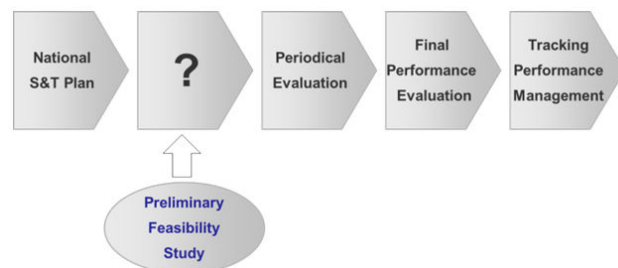 National
S&T Plan
?
Periodical
Evaluation
Final
Performance
Evaluation
Tracking
Performance
Management
Preliminary
Feasibility
Study